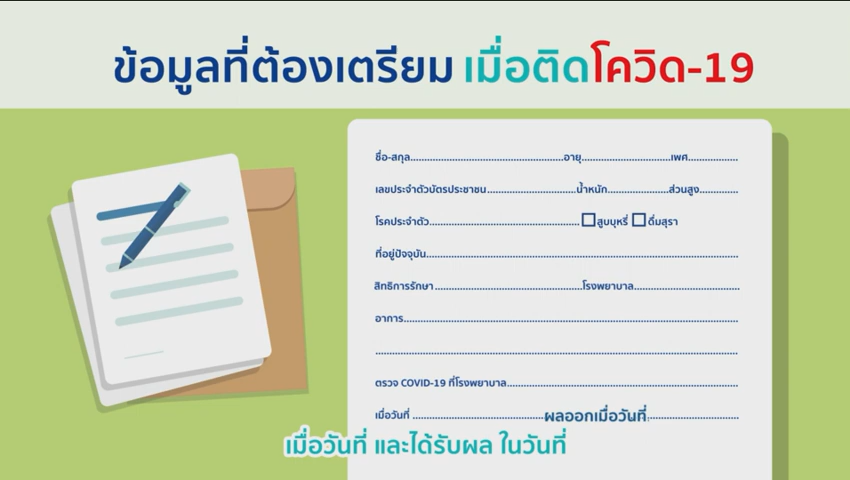 ข้อมูลที่ต้องเตรียม เมื่อติดโควิด-19
ชื่อ-สกุล........................................อายุ........................เพศ..............
เลขประจำตัวบัตรประชาชน........................น้ำหนัก..................ส่วนสูง...........
โรคประจำตัว........................................ ☐ สูบบุหรี่ ☐ ดื่มสุรา
ที่อยู่ปัจจุบัน................................................................................
สิทธิการรักษา........................................โรงพยาบาล............................
อาการ................................................................................
................................................................................
ตรวจ COVID-19 ที่โรงพยาบาล............................................................
เมื่อวันที่ ...................................ผลออกเมื่อวันที่...........................
เมื่อวันที่ และได้รับผล ในวันที่